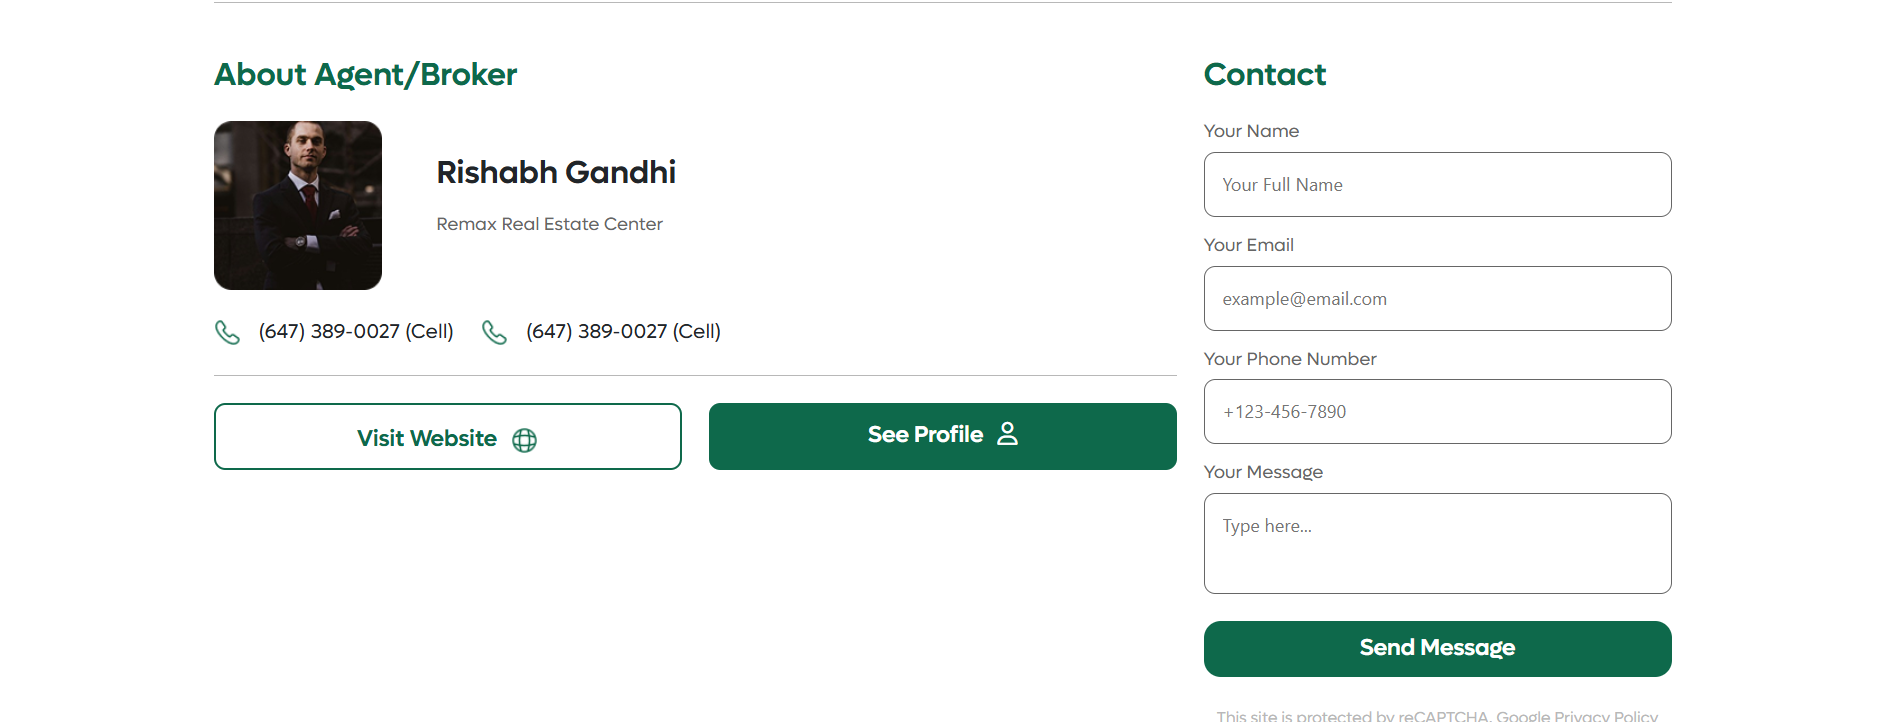 About Agent/Broker
Rishabh Gandhi
Remax Real Estate Center
(647) 389-0027 (Cell)
(647) 389-0027 (Cell)
Visit Website
See Profile
Contact
Your Name
Your Full Name
Your Email
example@email.com
Your Phone Number
+123-456-7890
Your Message
Type here...
Send Message
This site is protected by reCAPTCHA. Google Privacy Policy